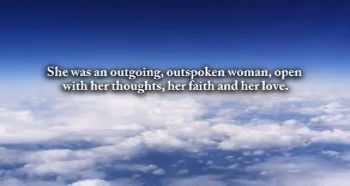 She was an outgoing, outspoken woman, open
with her thoughts, her faith and her love.